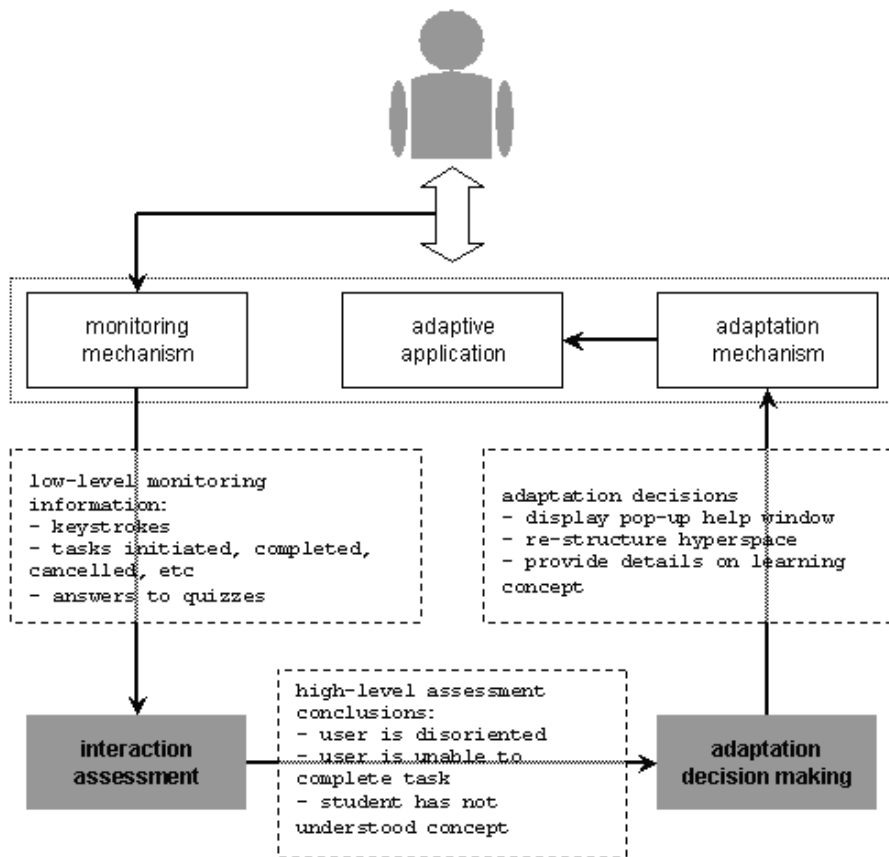 monitoring
mechanism
adaptive
application
adaptation
mechanism
low-level monitoring
information:
- keystrokes
- tasks initiated, completed,
cancelled, etc
- answers to quizzes
adaptation decisions
- display pop-up help window
- re-structure hyperspace
- provide details on learning
concept
interaction
assessment
high-level assessment
conclusions:
- user is disoriented
- user is unable to
complete task
- student has not
understood concept
adaptation
decision making